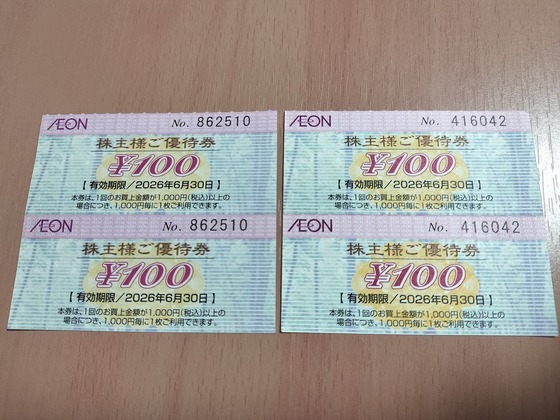 ÆON No. 862510
株主様ご優待券
¥100
【 有効期限／2026年6月30日 】
本券は、1回のお買上金額が1,000円(税込)以上の
場合につき、1,000円毎に1枚ご利用できます。
ÆON No. 862510
株主様ご優待券
¥100
【 有効期限／2026年6月30日 】
本券は、1回のお買上金額が1,000円(税込)以上の
場合につき、1,000円毎に1枚ご利用できます。
ÆON No. 416042
株主様ご優待券
¥100
【 有効期限／2026年6月30日 】
本券は、1回のお買上金額が1,000円(税込)以上の
場合につき、1,000円毎に1枚ご利用できます。
ÆON No. 416042
株主様ご優待券
¥100
【 有効期限／2026年6月30日 】
本券は、1回のお買上金額が1,000円(税込)以上の
場合につき、1,000円毎に1枚ご利用できます。